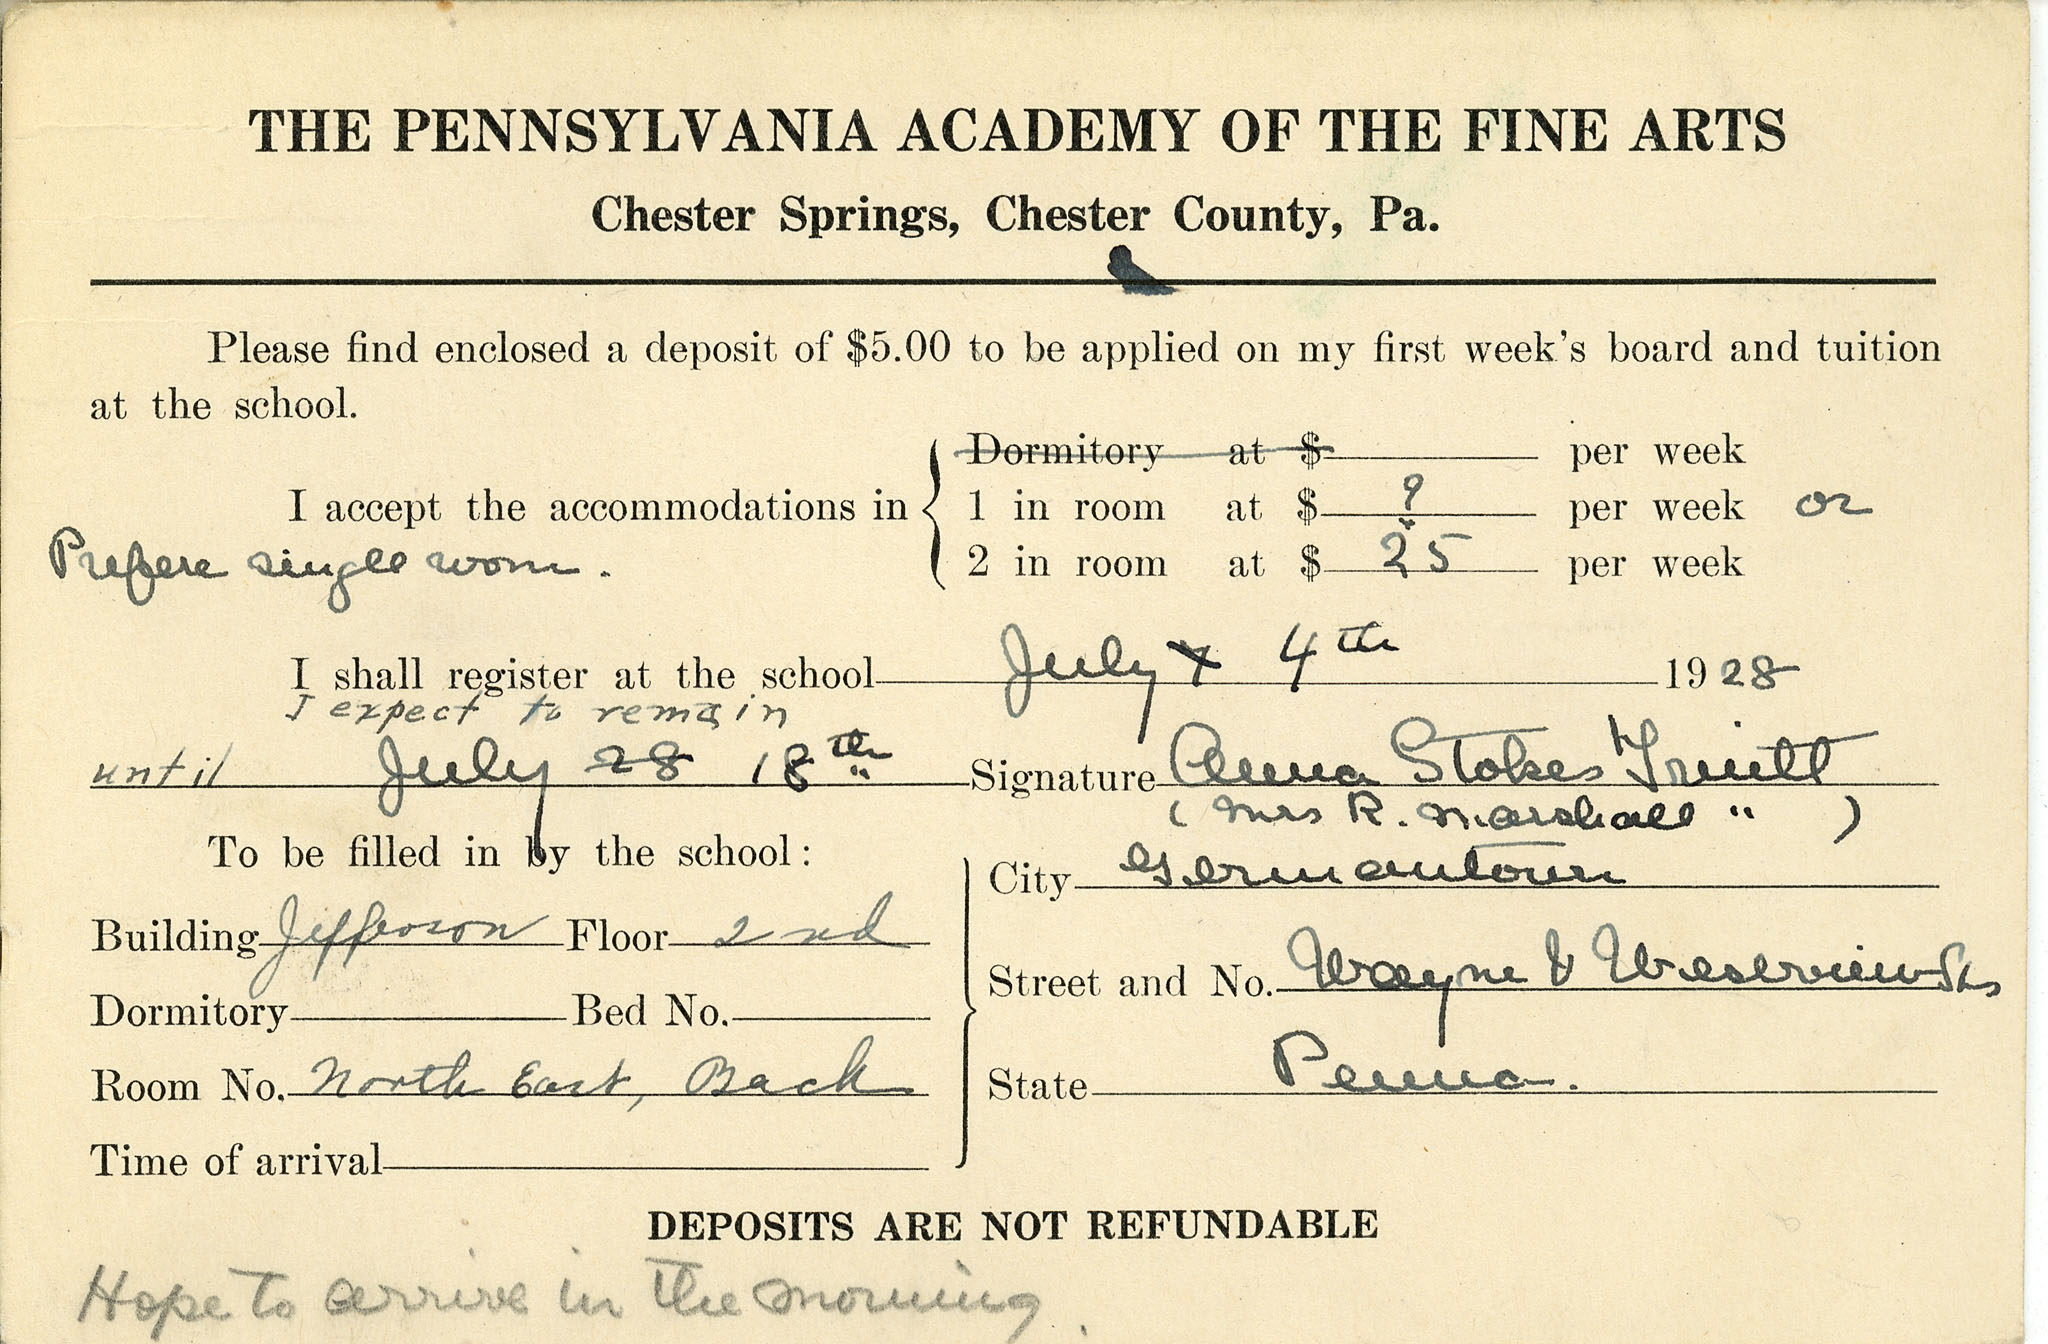 THE PENNSYLVANIA ACADEMY OF THE FINE ARTS
Chester Springs, Chester County, Pa.
Please find enclosed a deposit of $5.00 to be applied on my first week's board and tuition
at the school.
Dormitory at $ per week
I accept the accommodations in 1 in room at $ ? per week or
Prefere single room.
2 in room at $ 25 per week
I shall register at the school July 4th 1928
I expect to remain
until July 28 18th Signature Anna Stokes Truitt
(Mrs R. Marshall " )
To be filled in by the school:
City Germantown
Building Jefferson Floor 2nd
Street and No. Wayne & Sts
Dormitory Bed No.
Room No. North East, Back
State Penna.
Time of arrival
DEPOSITS ARE NOT REFUNDABLE
Hope to arrive in the morning.